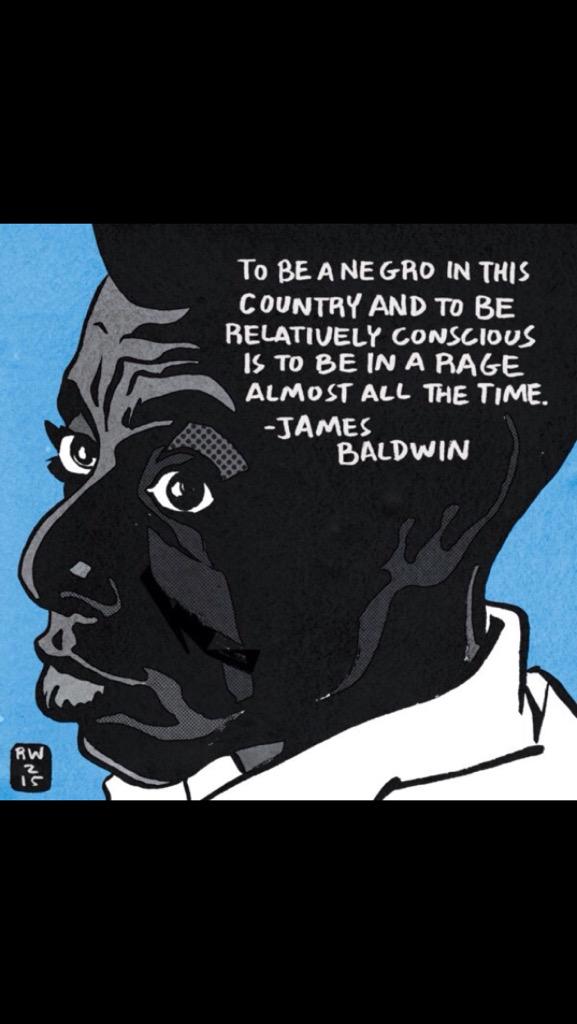 TO BE A NEGRO IN THIS
COUNTRY AND TO BE
RELATIVELY CONSCIOUS
IS TO BE IN A RAGE
ALMOST ALL THE TIME.
-JAMES
BALDWIN
RW
2
15